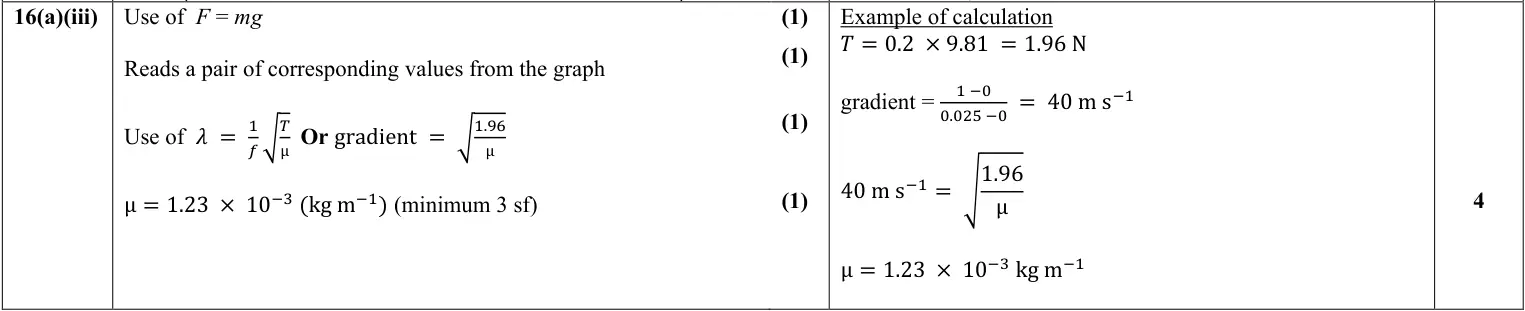 16(a)(iii) Use of F = mg (1) Example of calculation
T = 0.2 × 9.81 = 1.96 N
(1)
Reads a pair of corresponding values from the graph
gradient = (1 −0)/(0.025 −0) = 40 m s⁻¹
Use of λ = 1/f √(T/μ) Or gradient = √(1.96/μ) (1)
40 m s⁻¹ = √(1.96/μ)
μ = 1.23 × 10⁻³ (kg m⁻¹) (minimum 3 sf) (1) 4
μ = 1.23 × 10⁻³ kg m⁻¹